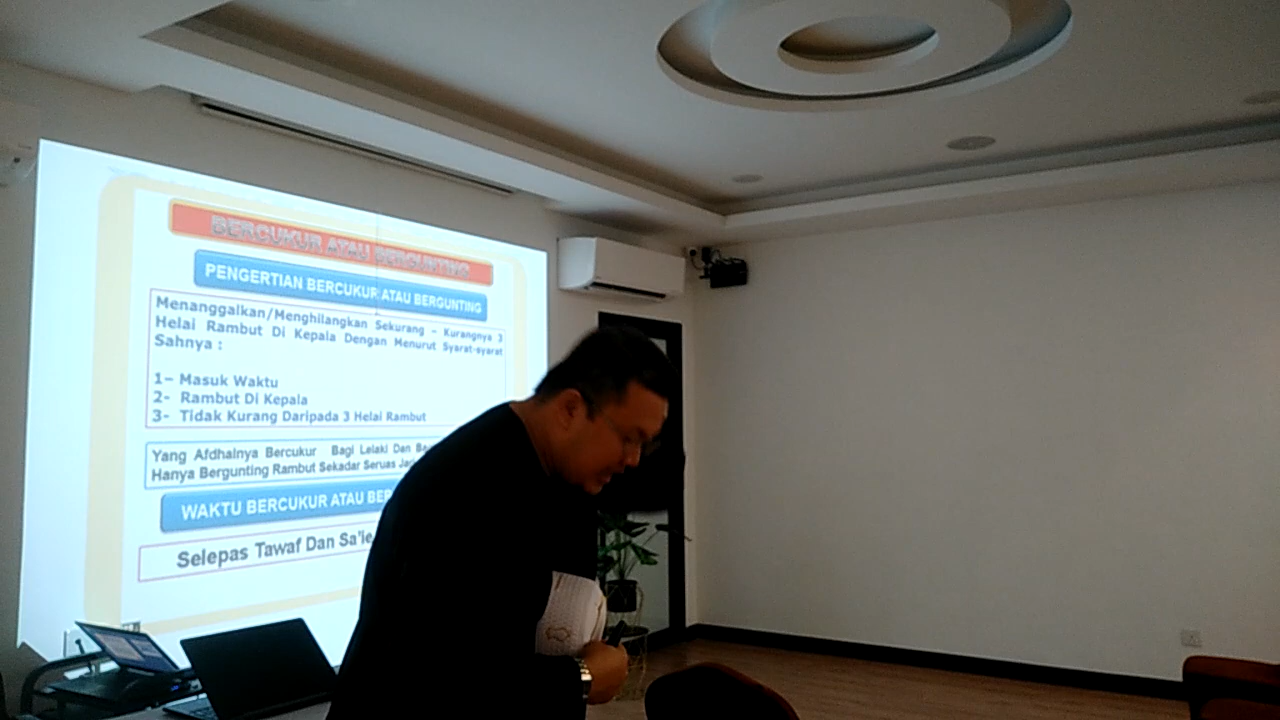 BERCUKUR ATAU BERGUNTING
PENGERTIAN BERCUKUR ATAU BERGUNTING
Menanggalkan/Menghilangkan Sekurang – Kurangnya 3
Helai Rambut Di Kepala Dengan Menurut Syarat-syarat
Sahnya :
1– Masuk Waktu
2- Rambut Di Kepala
3- Tidak Kurang Daripada 3 Helai Rambut
Yang Afdhalnya Bercukur Bagi Lelaki Dan
Hanya Bergunting Rambut Sekadar Seruas
WAKTU BERCUKUR ATAU
Selepas Tawaf Dan Sa'ie